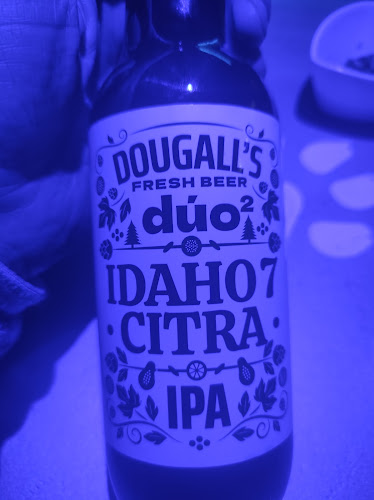 DOUGALL'S
FRESH BEER
dúo²
IDAHO 7
CITRA
IPA